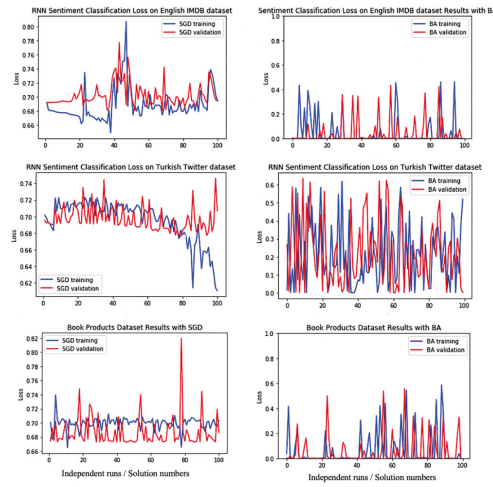 RNN Sentiment Classification Loss on English IMDB dataset
SGD training
SGD validation
Loss
0.80
0.78
0.76
0.74
0.72
0.70
0.68
0.66
0 20 40 60 80 100
Sentiment Classification Loss on English IMDB dataset Results with BA
BA training
BA validation
Loss
1.0
0.8
0.6
0.4
0.2
0.0
0 20 40 60 80 100
RNN Sentiment Classification Loss on Turkish Twitter dataset
SGD training
SGD validation
Loss
0.74
0.72
0.70
0.68
0.66
0.64
0.62
0 20 40 60 80 100
RNN Sentiment Classification Loss on Turkish Twitter dataset
BA training
BA validation
Loss
0.6
0.5
0.4
0.3
0.2
0.1
0.0
0 20 40 60 80 100
Book Products Dataset Results with SGD
SGD training
SGD validation
Loss
0.82
0.80
0.78
0.76
0.74
0.72
0.70
0.68
0.66
0 20 40 60 80 100
Independent runs / Solution numbers
Book Products Dataset Results with BA
BA training
BA validation
Loss
1.0
0.8
0.6
0.4
0.2
0.0
0 20 40 60 80 100
Independent runs / Solution numbers